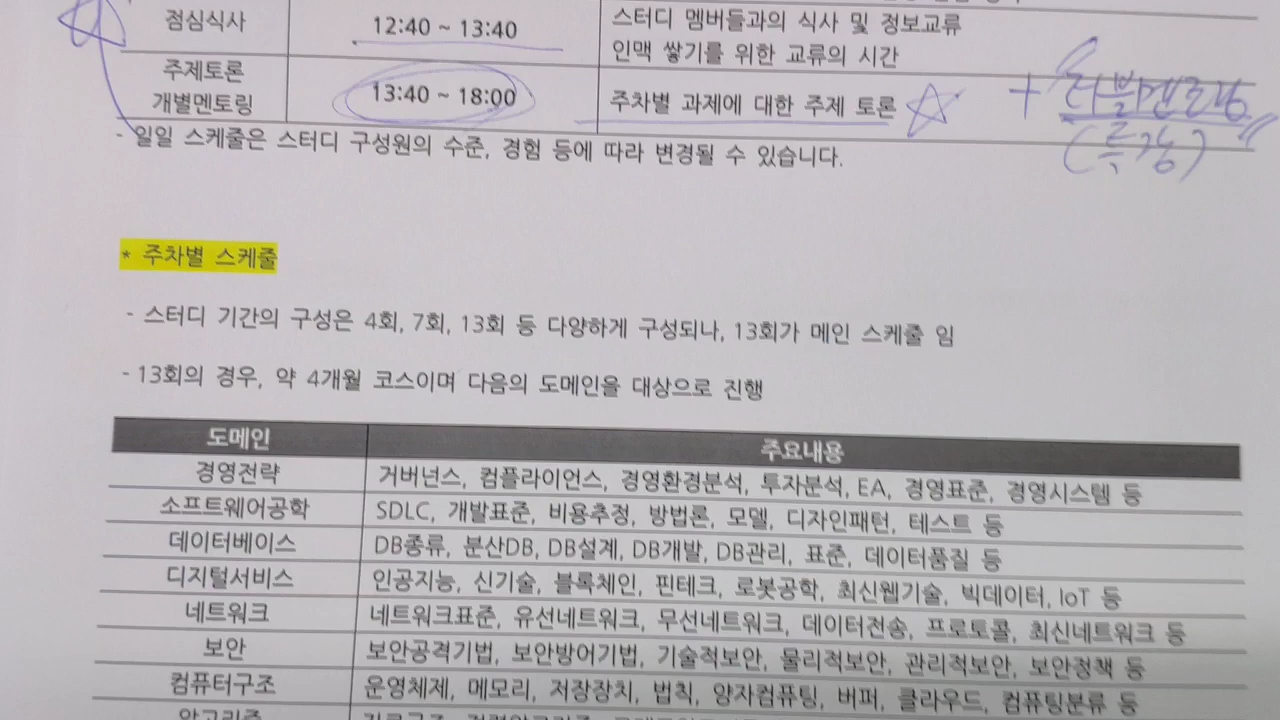 점심식사 12:40 ~ 13:40 스터디 멤버들과의 식사 및 정보교류
인맥 쌓기를 위한 교류의 시간
주제토론
개별멘토링 13:40 ~ 18:00 주차별 과제에 대한 주제 토론
+
- 일일 스케줄은 스터디 구성원의 수준, 경험 등에 따라 변경될 수 있습니다.
* 주차별 스케줄
- 스터디 기간의 구성은 4회, 7회, 13회 등 다양하게 구성되나, 13회가 메인 스케줄 임
- 13회의 경우, 약 4개월 코스이며 다음의 도메인을 대상으로 진행
도메인 주요내용
경영전략 거버넌스, 컴플라이언스, 경영환경분석, 투자분석, EA, 경영표준, 경영시스템 등
소프트웨어공학 SDLC, 개발표준, 비용추정, 방법론, 모델, 디자인패턴, 테스트 등
데이터베이스 DB종류, 분산DB, DB설계, DB개발, DB관리, 표준, 데이터품질 등
디지털서비스 인공지능, 신기술, 블록체인, 핀테크, 로봇공학, 최신웹기술, 빅데이터, IoT 등
네트워크 네트워크표준, 유선네트워크, 무선네트워크, 데이터전송, 프로토콜, 최신네트워크 등
보안 보안공격기법, 보안방어기법, 기술적보안, 물리적보안, 관리적보안, 보안정책 등
컴퓨터구조 운영체제, 메모리, 저장장치, 법칙, 양자컴퓨팅, 버퍼, 클라우드, 컴퓨팅분류 등